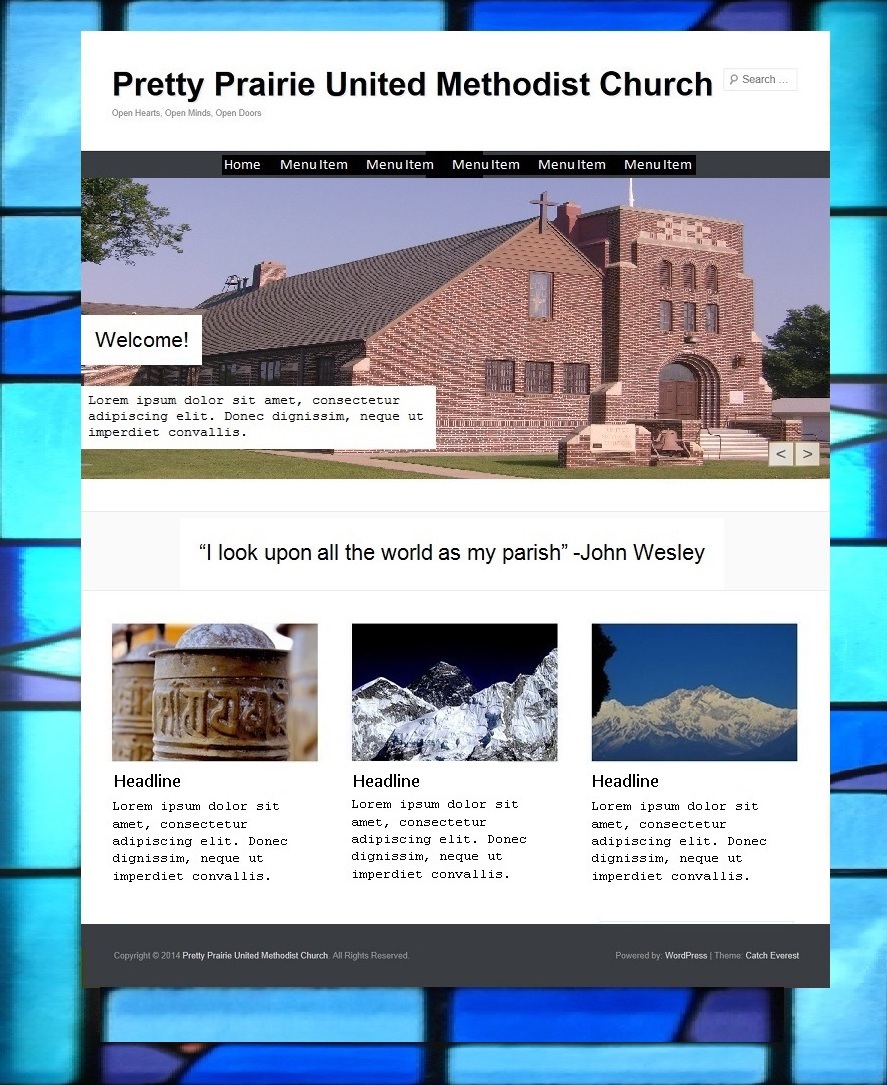 Pretty Prairie United Methodist Church
Search ...
Open Hearts, Open Minds, Open Doors
Home Menu Item Menu Item Menu Item Menu Item Menu Item
Welcome!
Lorem ipsum dolor sit amet, consectetur
adipiscing elit. Donec dignissim, neque ut
imperdiet convallis.
< >
“I look upon all the world as my parish” -John Wesley
Headline
Lorem ipsum dolor sit
amet, consectetur
adipiscing elit. Donec
dignissim, neque ut
imperdiet convallis.
Headline
Lorem ipsum dolor sit
amet, consectetur
adipiscing elit. Donec
dignissim, neque ut
imperdiet convallis.
Headline
Lorem ipsum dolor sit
amet, consectetur
adipiscing elit. Donec
dignissim, neque ut
imperdiet convallis.
Copyright © 2014 Pretty Prairie United Methodist Church. All Rights Reserved.
Powered by: WordPress | Theme: Catch Everest